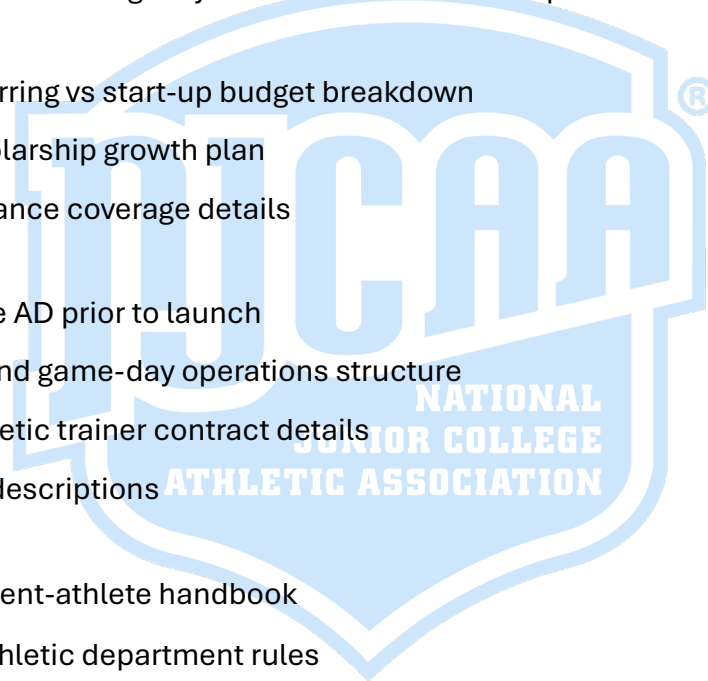 rring vs start-up budget breakdown
larship growth plan
ance coverage details
e AD prior to launch
nd game-day operations structure
etic trainer contract details
descriptions
ent-athlete handbook
hletic department rules
NJCAA ®
NATIONAL
JUNIOR COLLEGE
ATHLETIC ASSOCIATION